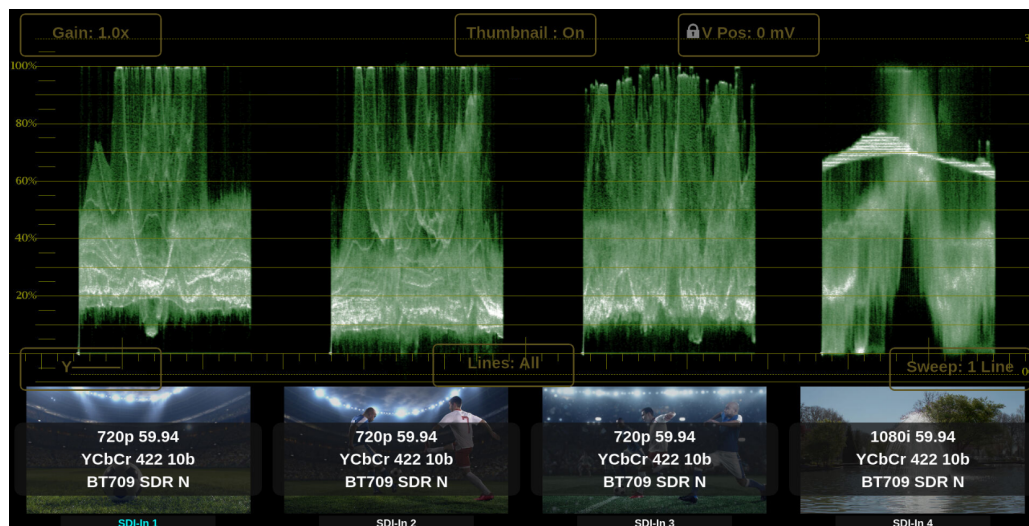 Gain: 1.0x
Thumbnail : On
V Pos: 0 mV
100%
80%
60%
40%
20%
Y
Lines: All
Sweep: 1 Line
720p 59.94
YCbCr 422 10b
BT709 SDR N
SDI-In 1
720p 59.94
YCbCr 422 10b
BT709 SDR N
SDI-In 2
720p 59.94
YCbCr 422 10b
BT709 SDR N
SDI-In 3
1080i 59.94
YCbCr 422 10b
BT709 SDR N
SDI-In 4